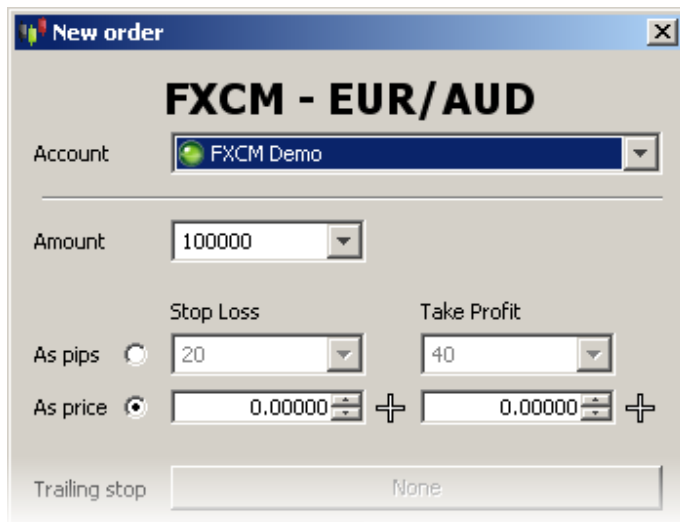 New order
FXCM - EUR/AUD
Account FXCM Demo
Amount 100000
Stop Loss Take Profit
As pips 20 40
As price 0.00000 0.00000
Trailing stop None